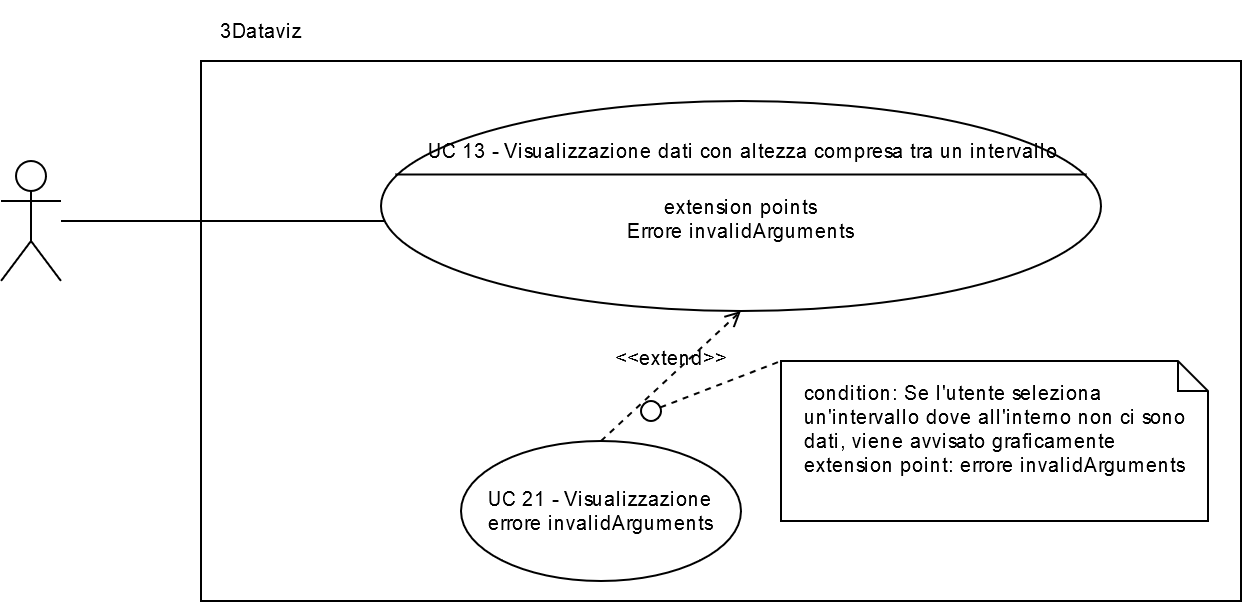 3Dataviz
UC 13 - Visualizzazione dati con altezza compresa tra un intervallo
extension points
Errore invalidArguments
<<extend>>
condition: Se l'utente seleziona
un'intervallo dove all'interno non ci sono
dati, viene avvisato graficamente
extension point: errore invalidArguments
UC 21 - Visualizzazione
errore invalidArguments